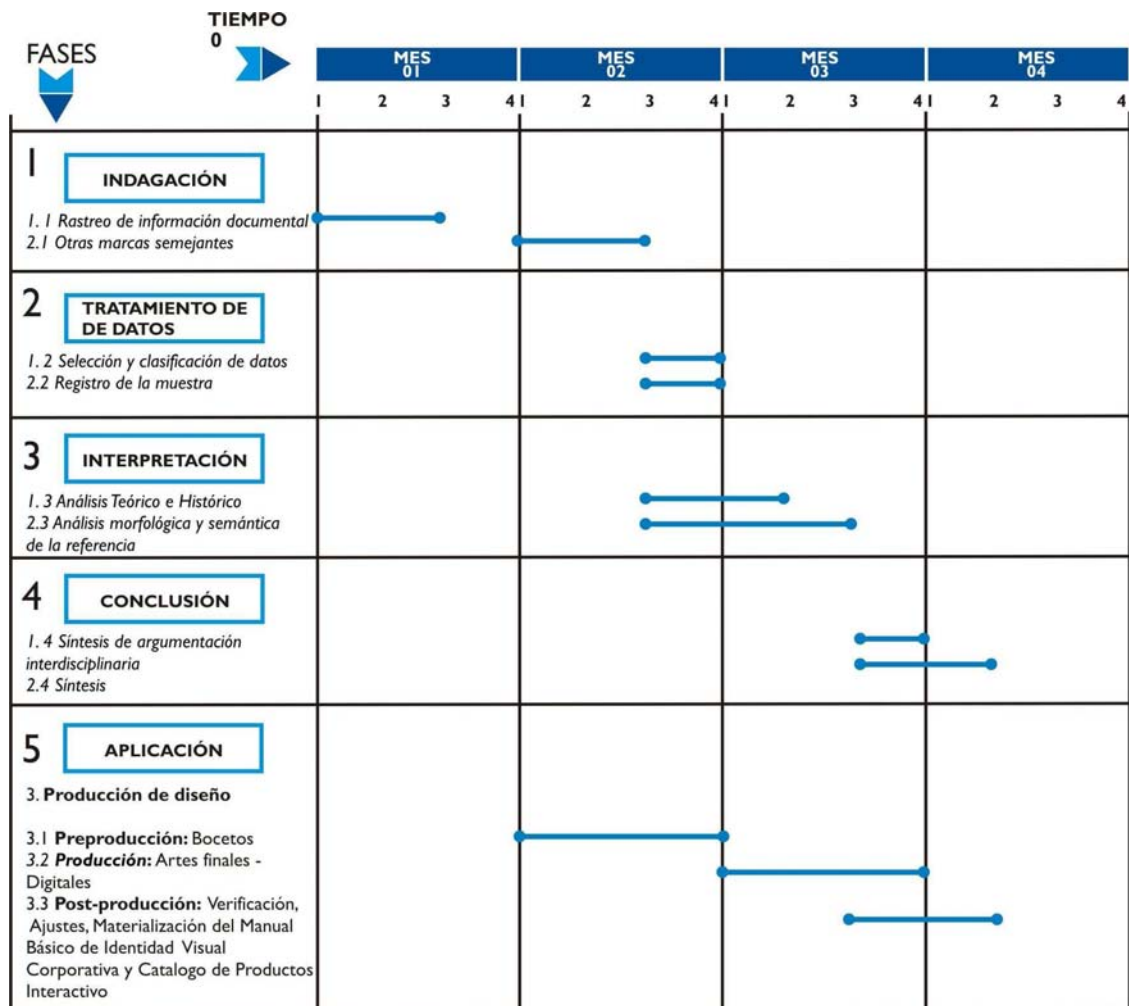 TIEMPO
0
FASES
MES
01
MES
02
MES
03
MES
04
1 2 3 4 1 2 3 4 1 2 3 4 1 2 3 4
1
INDAGACIÓN
1. 1 Rastreo de información documental
2.1 Otras marcas semejantes
2
TRATAMIENTO DE
DE DATOS
1. 2 Selección y clasificación de datos
2.2 Registro de la muestra
3
INTERPRETACIÓN
1. 3 Análisis Teórico e Histórico
2.3 Análisis morfológica y semántica
de la referencia
4
CONCLUSIÓN
1. 4 Síntesis de argumentación
interdisciplinaria
2.4 Síntesis
5
APLICACIÓN
3. Producción de diseño
3.1 Preproducción: Bocetos
3.2 Producción: Artes finales -
Digitales
3.3 Post-producción: Verificación,
Ajustes, Materialización del Manual
Básico de Identidad Visual
Corporativa y Catalogo de Productos
Interactivo